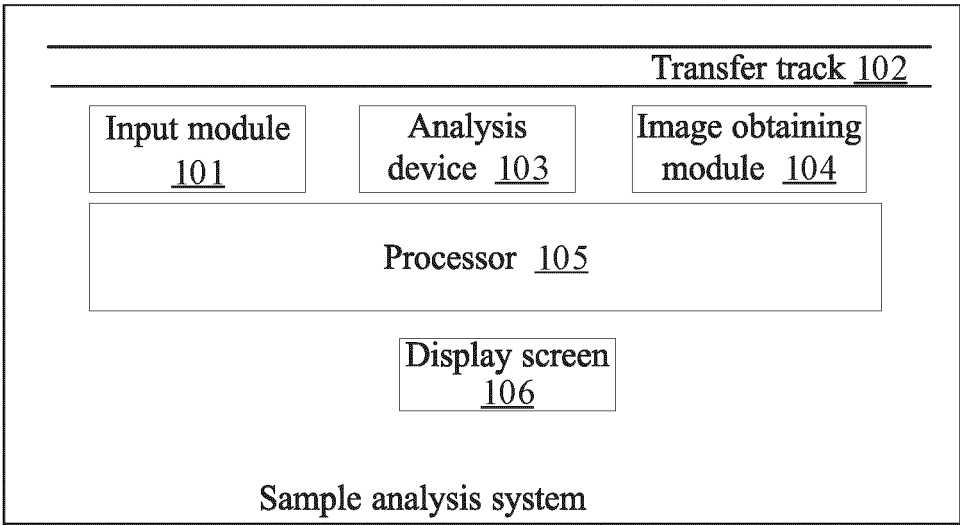 Transfer track 102
Input module
101
Analysis
device 103
Image obtaining
module 104
Processor 105
Display screen
106
Sample analysis system